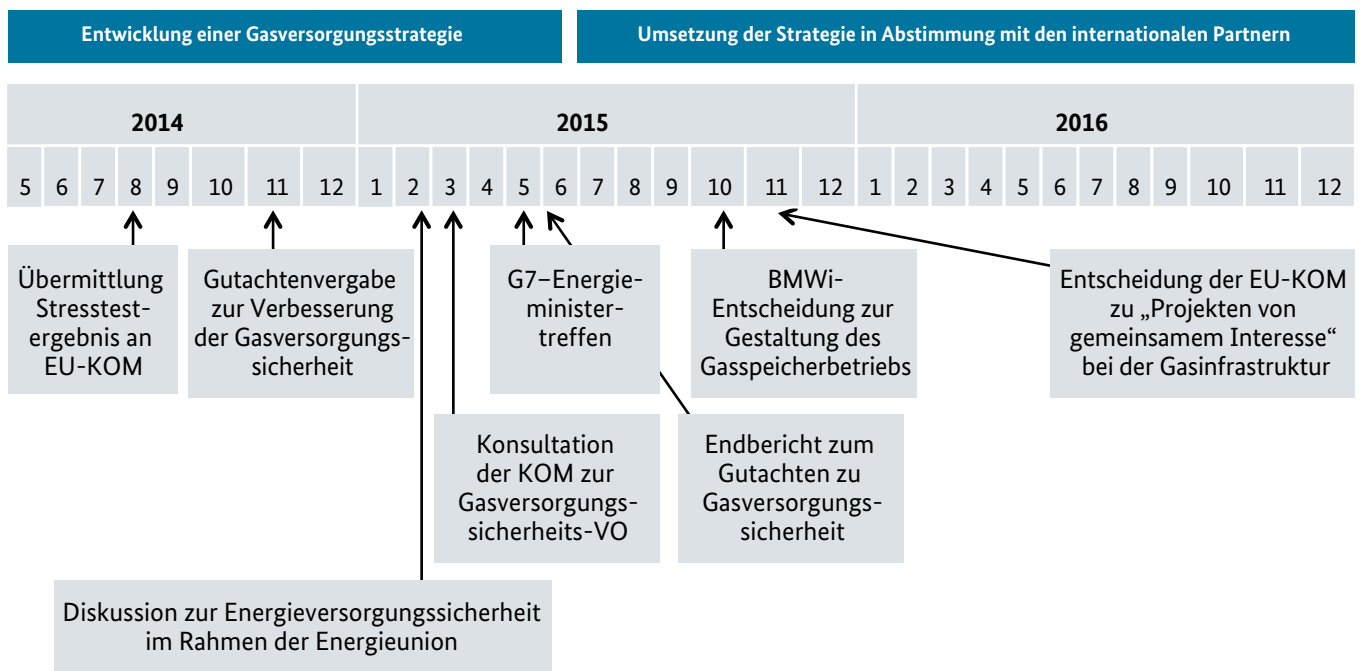 Entwicklung einer Gasversorgungsstrategie
Umsetzung der Strategie in Abstimmung mit den internationalen Partnern
2014
2015
2016
5 6 7 8 9 10 11 12 1 2 3 4 5 6 7 8 9 10 11 12 1 2 3 4 5 6 7 8 9 10 11 12
Übermittlung
Stresstest-
ergebnis an
EU-KOM
Gutachtenvergabe
zur Verbesserung
der Gasversorgungs-
sicherheit
G7–Energie-
minister-
treffen
BMWi-
Entscheidung zur
Gestaltung des
Gasspeicherbetriebs
Entscheidung der EU-KOM
zu „Projekten von
gemeinsamem Interesse“
bei der Gasinfrastruktur
Konsultation
der KOM zur
Gasversorgungs-
sicherheits-VO
Endbericht zum
Gutachten zu
Gasversorgungs-
sicherheit
Diskussion zur Energieversorgungssicherheit
im Rahmen der Energieunion